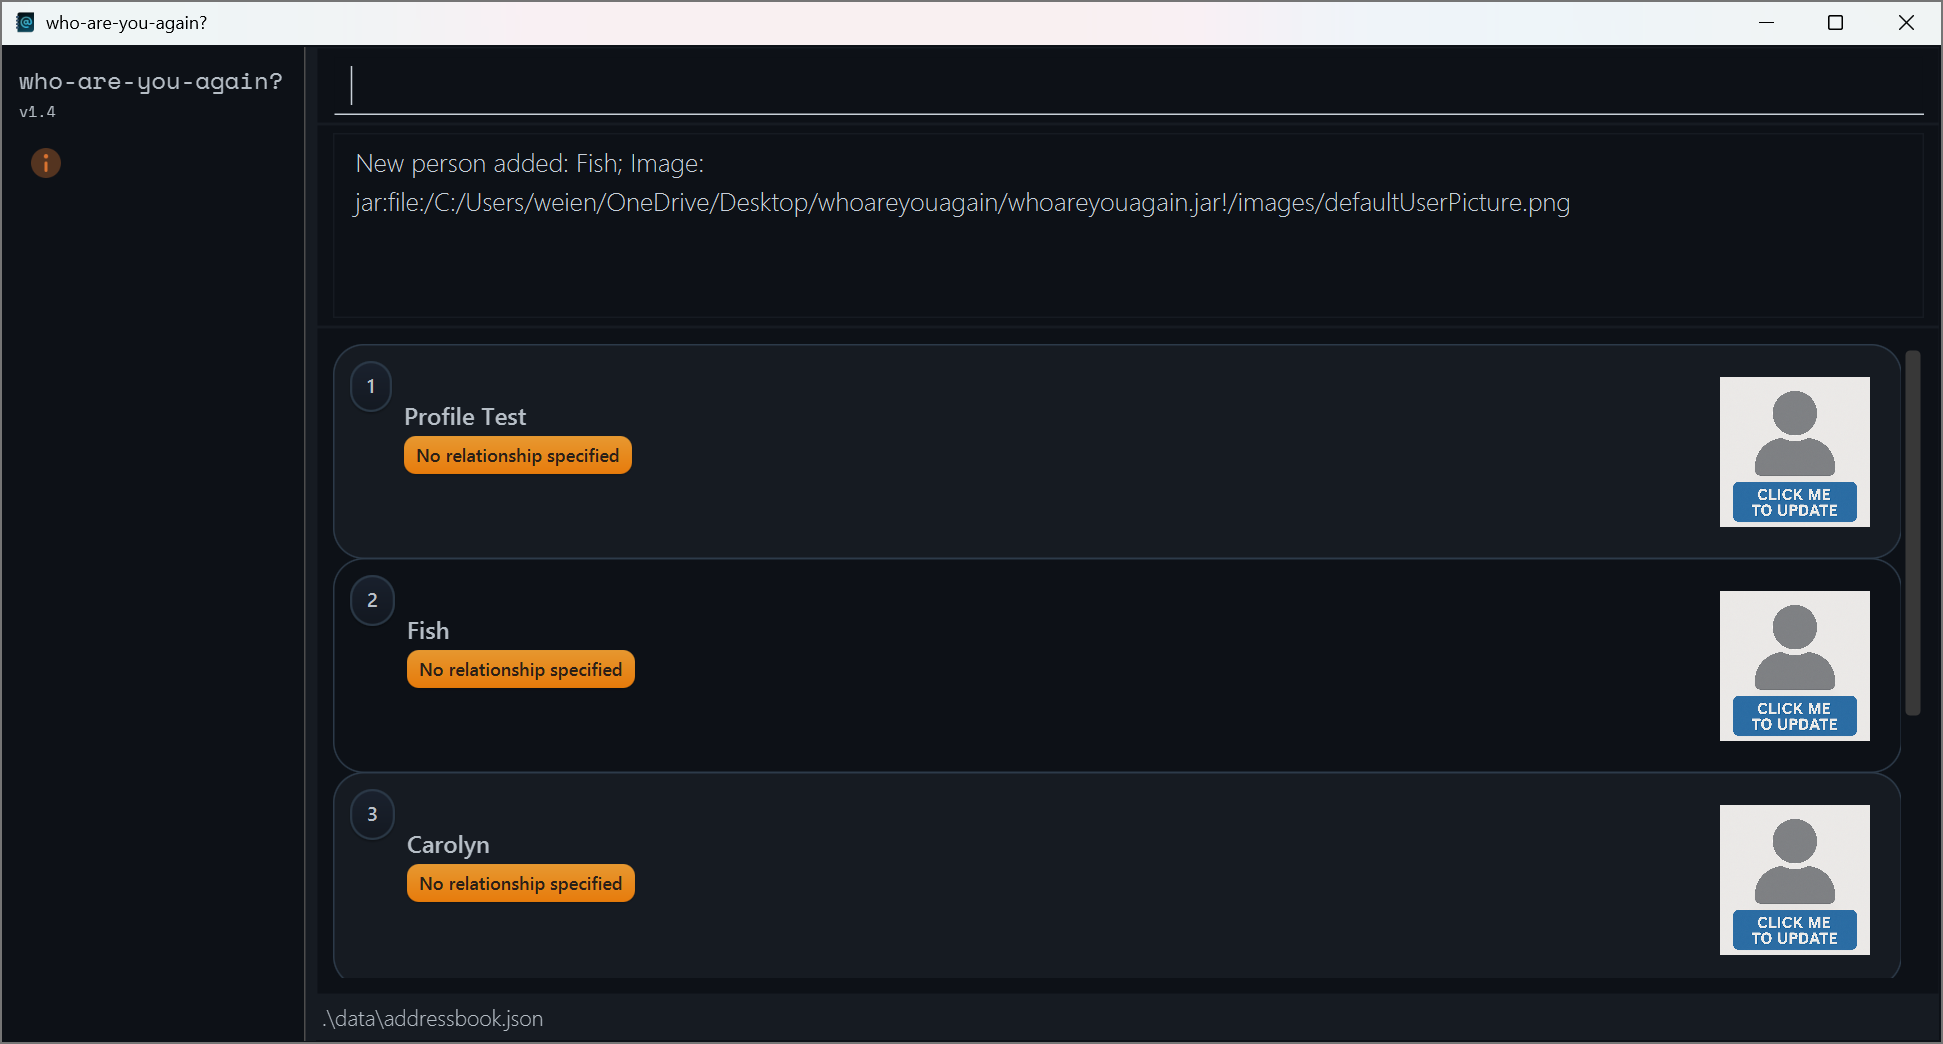 who-are-you-again?
who-are-you-again?
v1.4
New person added: Fish; Image:
jar:file:/C:/Users/weien/OneDrive/Desktop/whoareyouagain/whoareyouagain.jar!/images/defaultUserPicture.png
1
Profile Test
No relationship specified
CLICK ME
TO UPDATE
2
Fish
No relationship specified
CLICK ME
TO UPDATE
3
Carolyn
No relationship specified
CLICK ME
TO UPDATE
.\data\addressbook.json